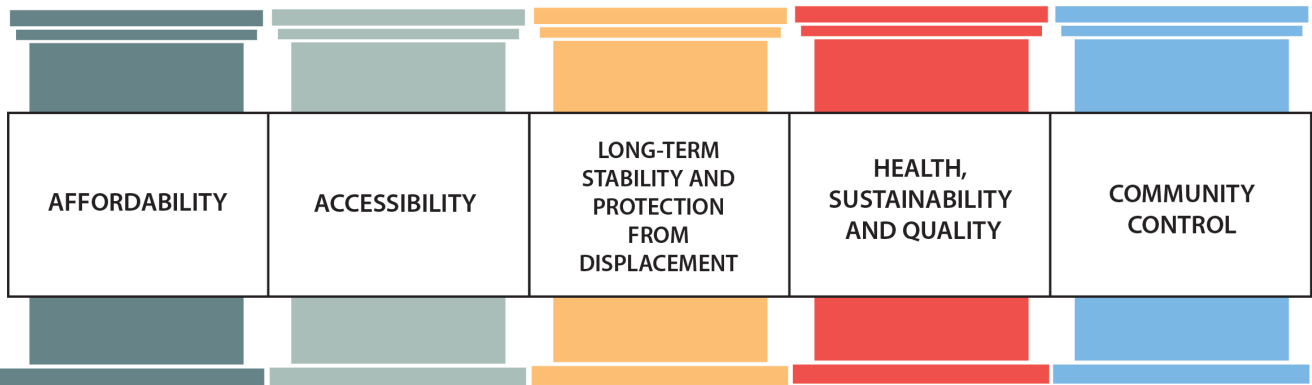 AFFORDABILITY
ACCESSIBILITY
LONG-TERM
STABILITY AND
PROTECTION
FROM
DISPLACEMENT
HEALTH,
SUSTAINABILITY
AND QUALITY
COMMUNITY
CONTROL